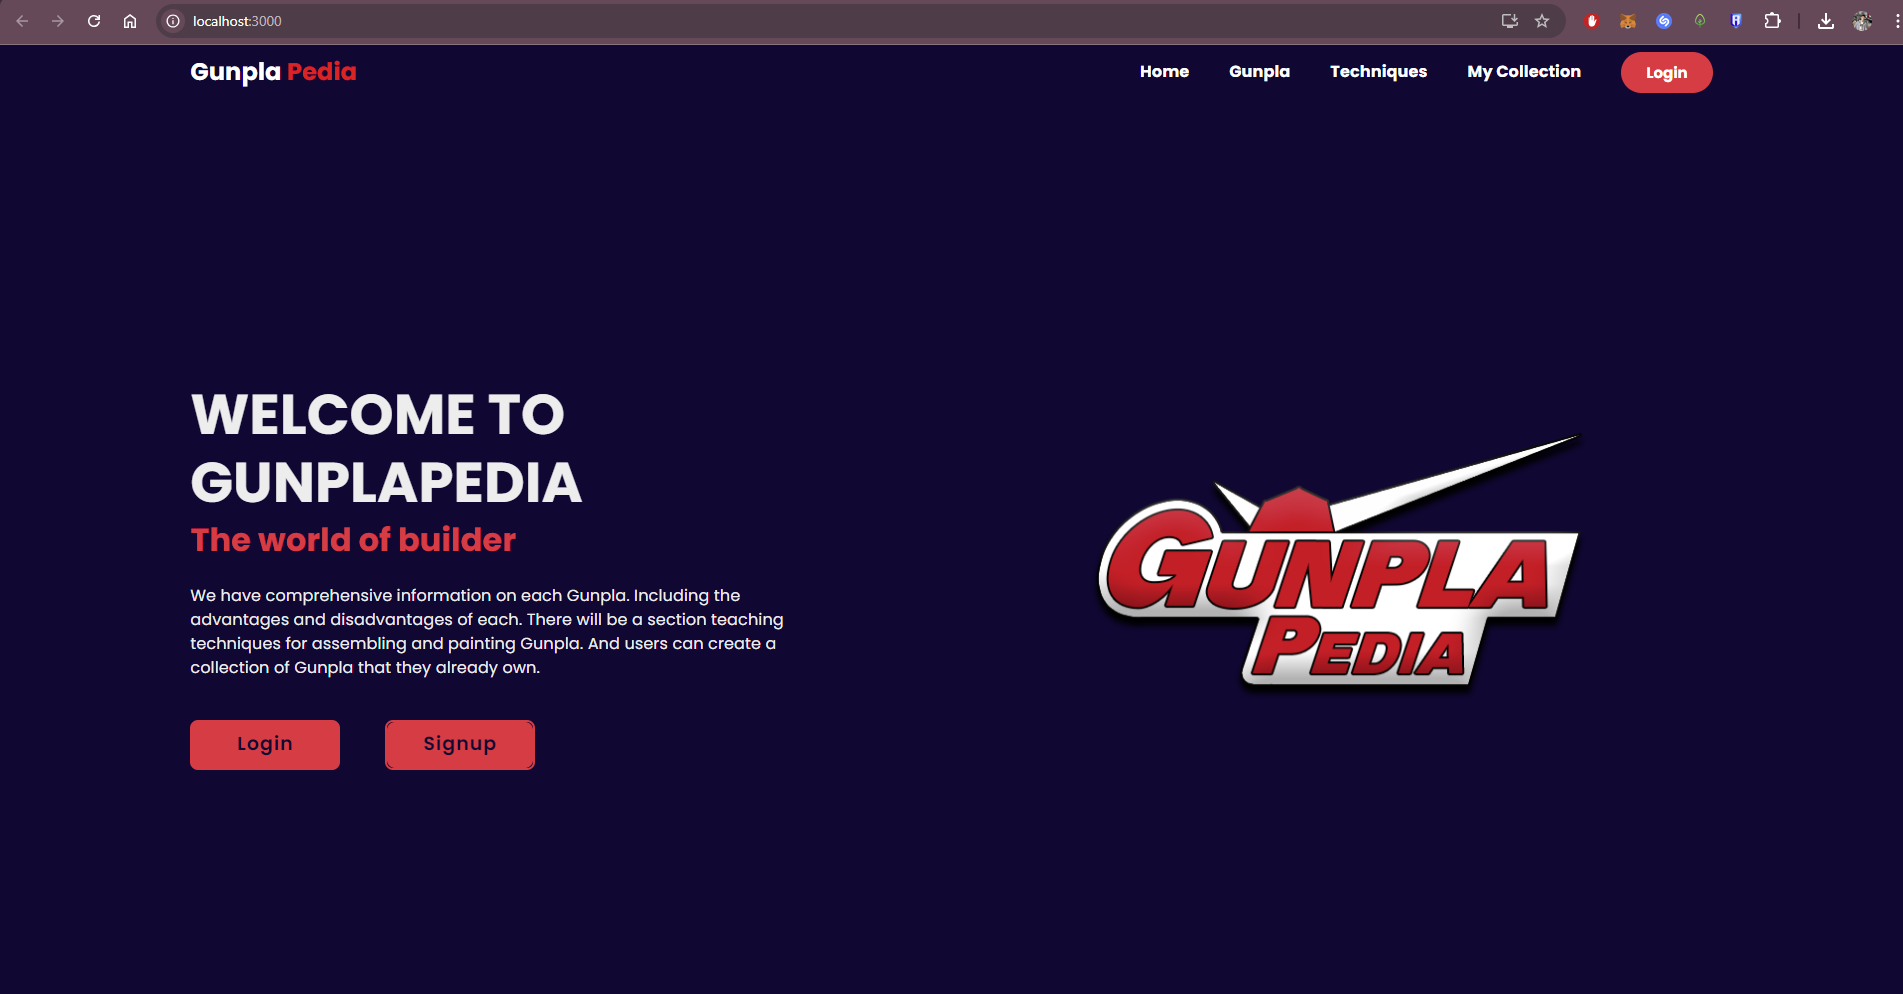 localhost:3000
Gunpla Pedia
Home
Gunpla
Techniques
My Collection
Login
WELCOME TO
GUNPLAPEDIA
The world of builder
We have comprehensive information on each Gunpla. Including the
advantages and disadvantages of each. There will be a section teaching
techniques for assembling and painting Gunpla. And users can create a
collection of Gunpla that they already own.
Login
Signup
GUNPLA
PEDIA